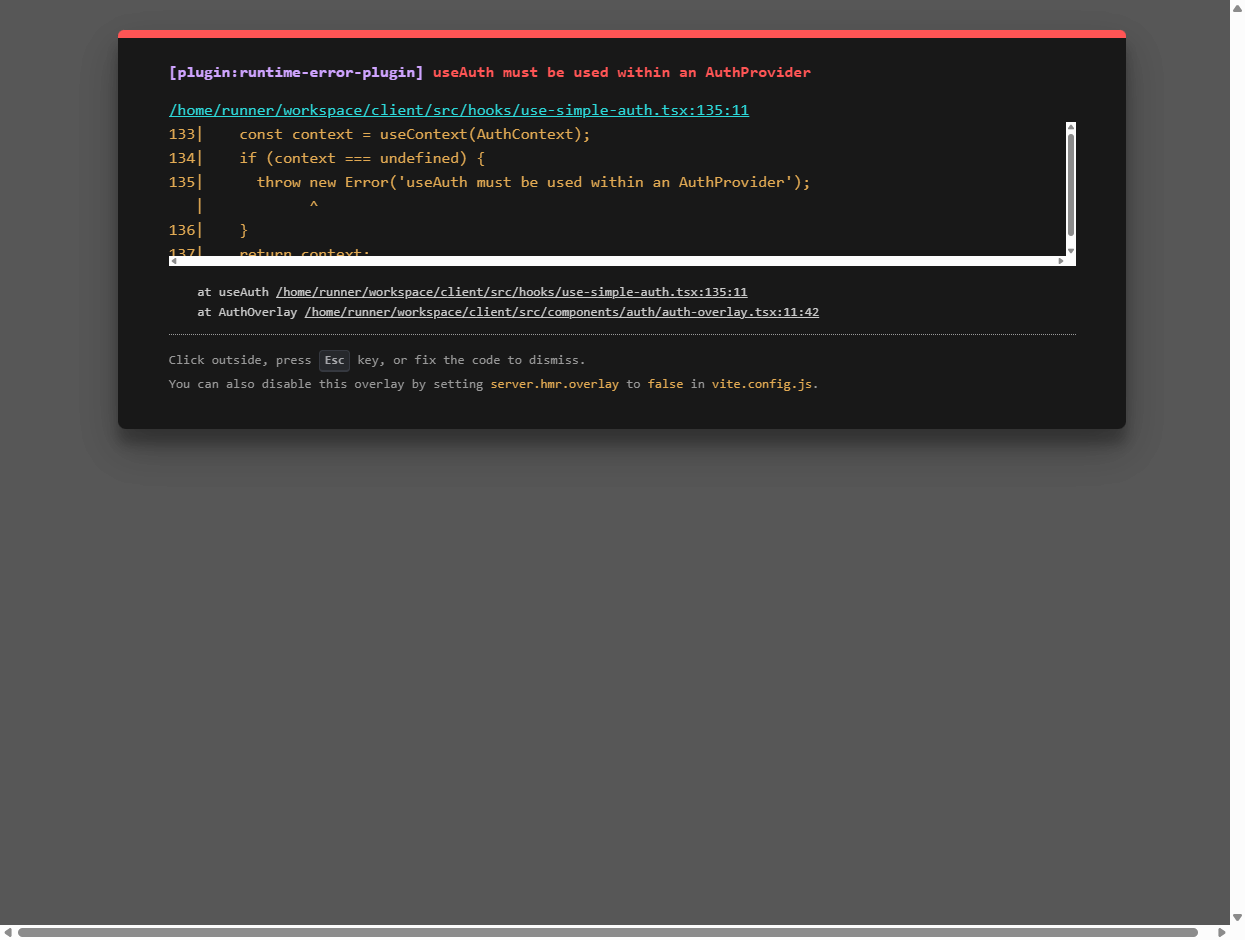 [plugin:runtime-error-plugin] useAuth must be used within an AuthProvider
/home/runner/workspace/client/src/hooks/use-simple-auth.tsx:135:11
133|    const context = useContext(AuthContext);
134|    if (context === undefined) {
135|      throw new Error('useAuth must be used within an AuthProvider');
   |            ^
136|    }
137|    return context;
at useAuth /home/runner/workspace/client/src/hooks/use-simple-auth.tsx:135:11
at AuthOverlay /home/runner/workspace/client/src/components/auth/auth-overlay.tsx:11:42
Click outside, press Esc key, or fix the code to dismiss.
You can also disable this overlay by setting server.hmr.overlay to false in vite.config.js.